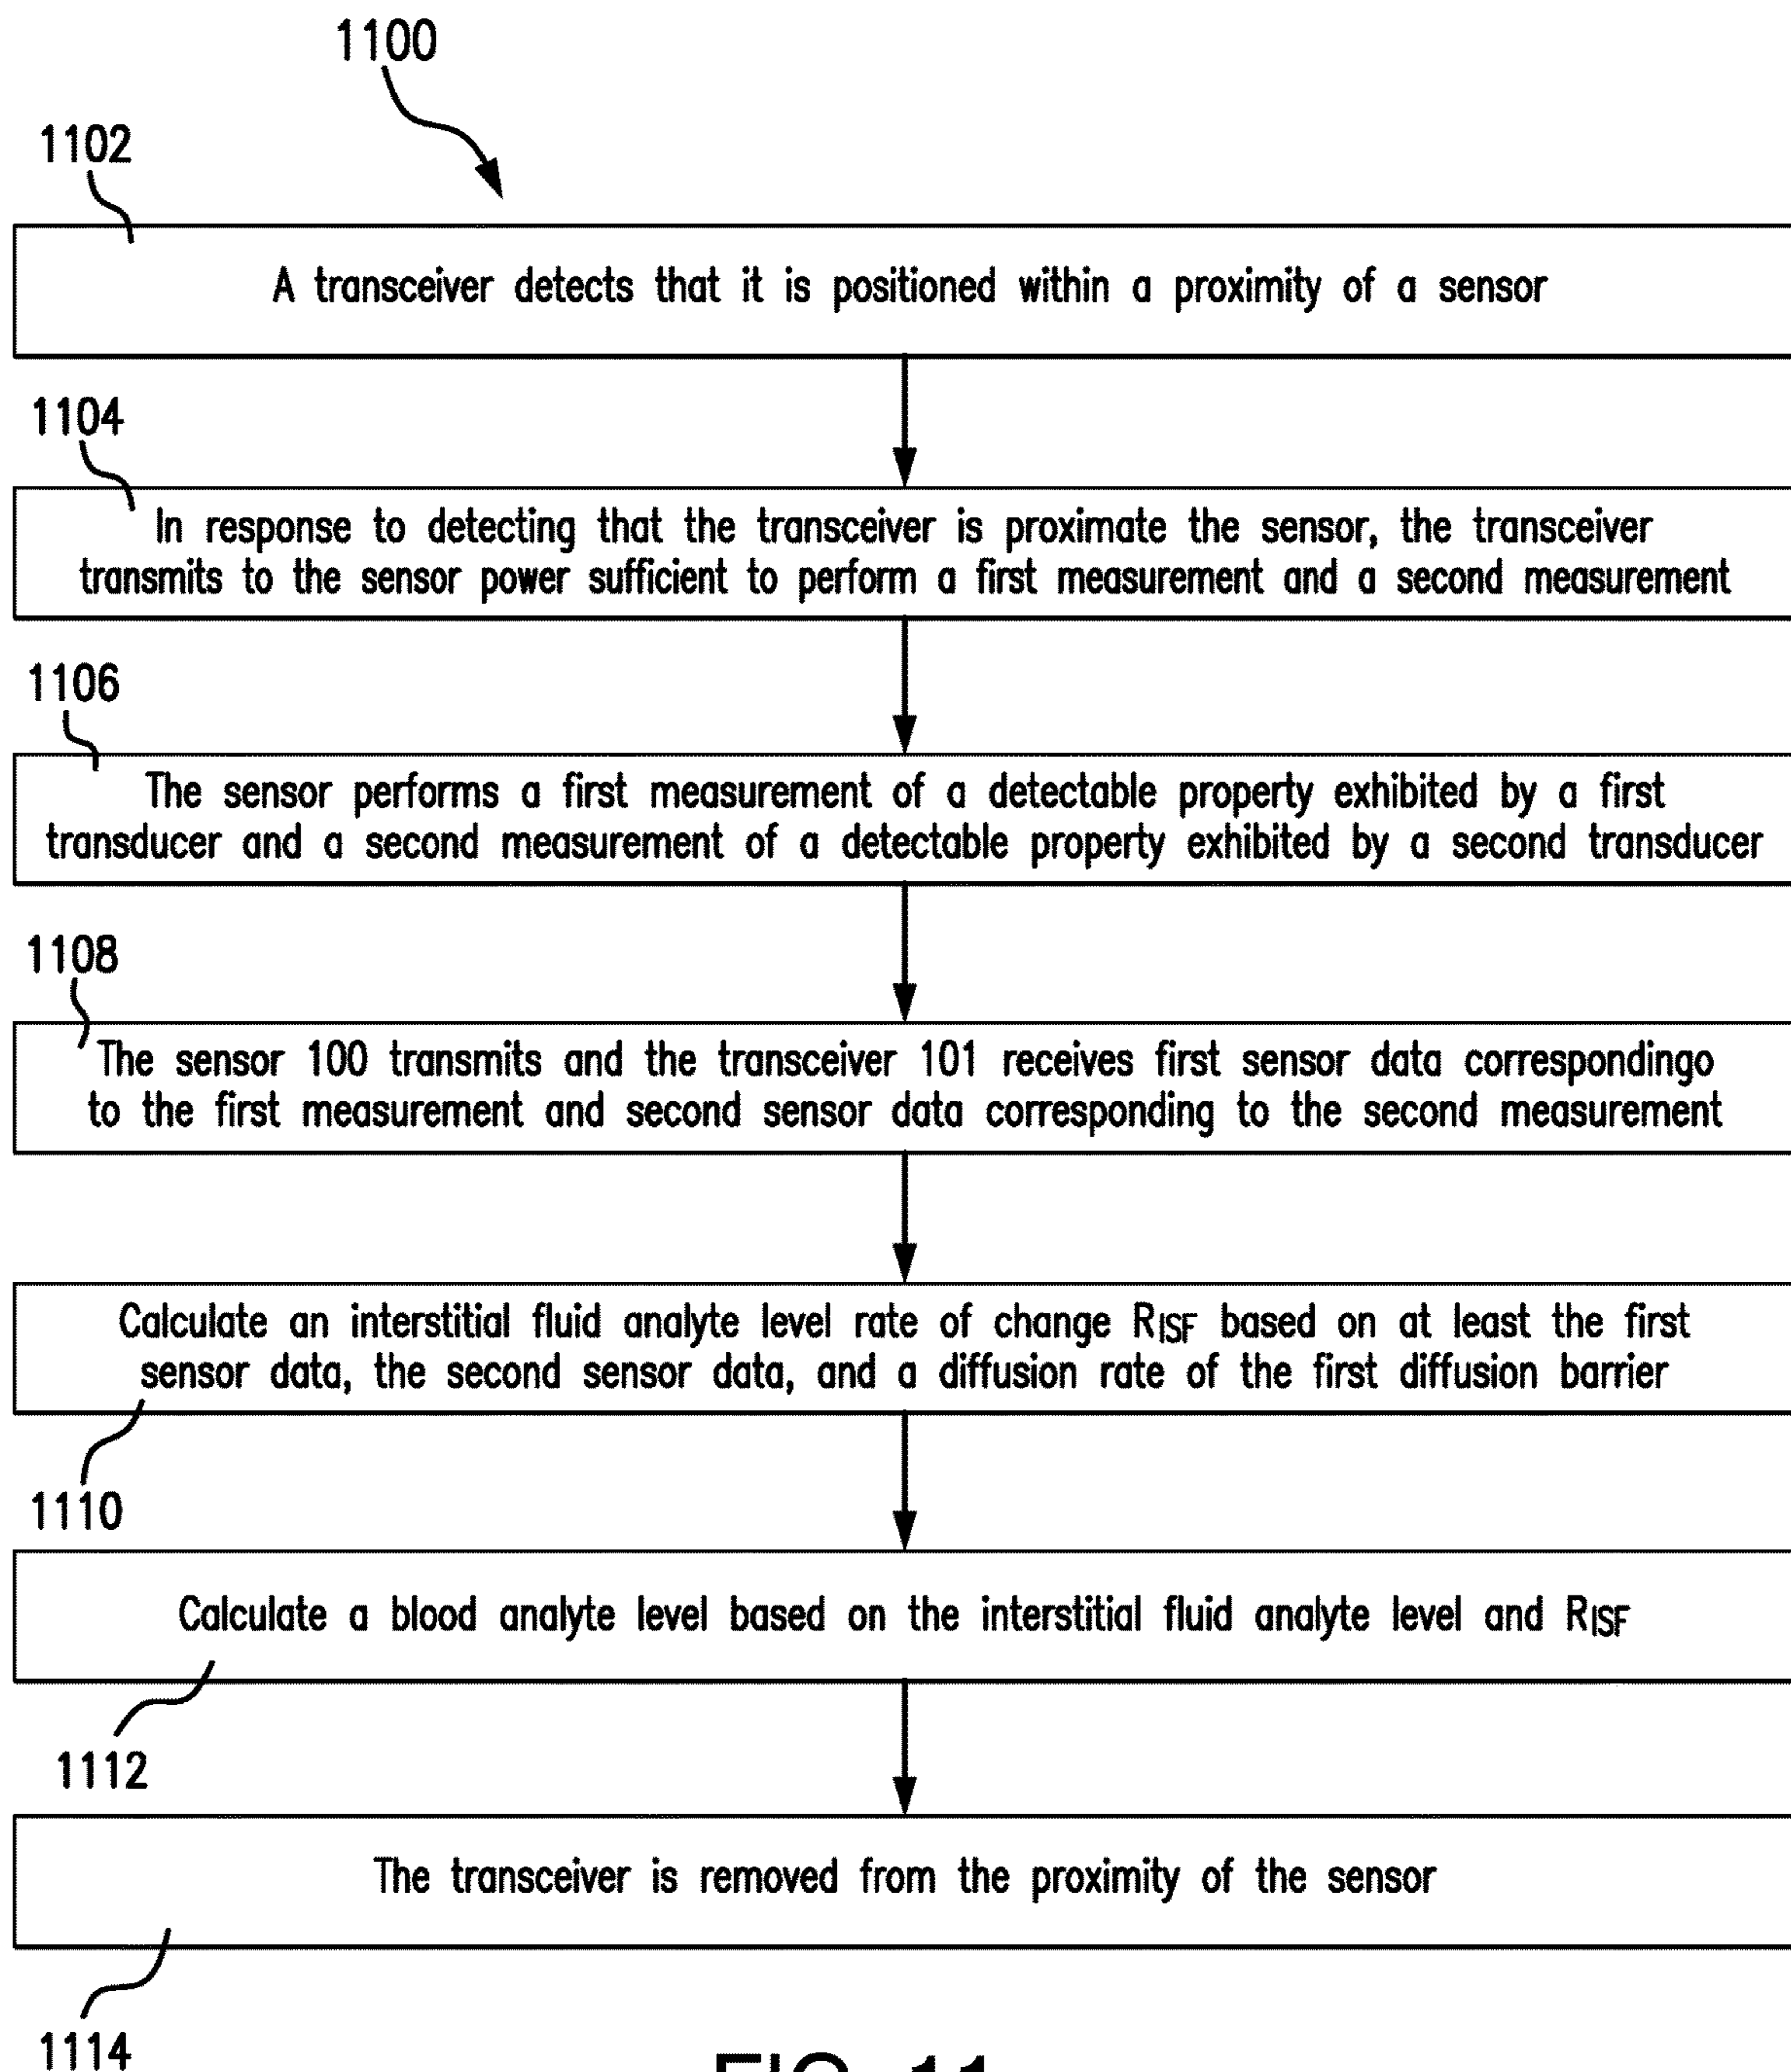 1100
1102
A transceiver detects that it is positioned within a proximity of a sensor
1104
In response to detecting that the transceiver is proximate the sensor, the transceiver
transmits to the sensor power sufficient to perform a first measurement and a second measurement
1106
The sensor performs a first measurement of a detectable property exhibited by a first
transducer and a second measurement of a detectable property exhibited by a second transducer
1108
The sensor 100 transmits and the transceiver 101 receives first sensor data correspondingo
to the first measurement and second sensor data corresponding to the second measurement
Calculate an interstitial fluid analyte level rate of change RISF based on at least the first
sensor data, the second sensor data, and a diffusion rate of the first diffusion barrier
1110
Calculate a blood analyte level based on the interstitial fluid analyte level and RISF
1112
The transceiver is removed from the proximity of the sensor
1114
FIG. 11